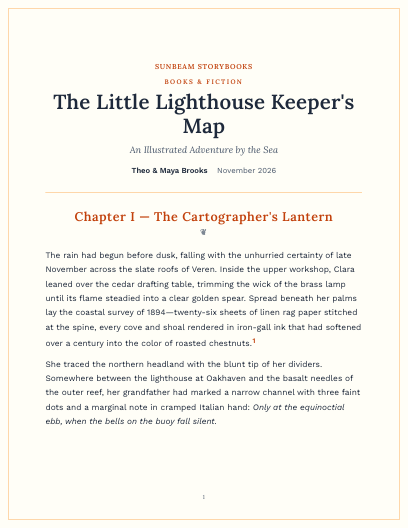 SUNBEAM STORYBOOKS
BOOKS & FICTION
The Little Lighthouse Keeper's
Map
An Illustrated Adventure by the Sea
Theo & Maya Brooks November 2026
Chapter I — The Cartographer's Lantern
❦
The rain had begun before dusk, falling with the unhurried certainty of late
November across the slate roofs of Veren. Inside the upper workshop, Clara
leaned over the cedar drafting table, trimming the wick of the brass lamp
until its flame steadied into a clear golden spear. Spread beneath her palms
lay the coastal survey of 1894—twenty-six sheets of linen rag paper stitched
at the spine, every cove and shoal rendered in iron-gall ink that had softened
over a century into the color of roasted chestnuts.1
She traced the northern headland with the blunt tip of her dividers.
Somewhere between the lighthouse at Oakhaven and the basalt needles of
the outer reef, her grandfather had marked a narrow channel with three faint
dots and a marginal note in cramped Italian hand: Only at the equinoctial
ebb, when the bells on the buoy fall silent.
1